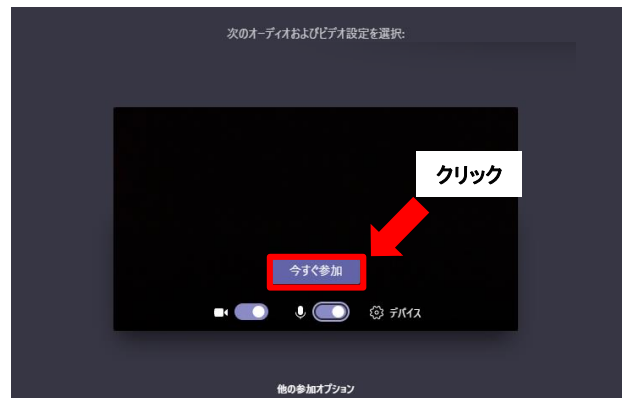 次のオーディオおよびビデオ設定を選択:
クリック
今すぐ参加
デバイス
他の参加オプション